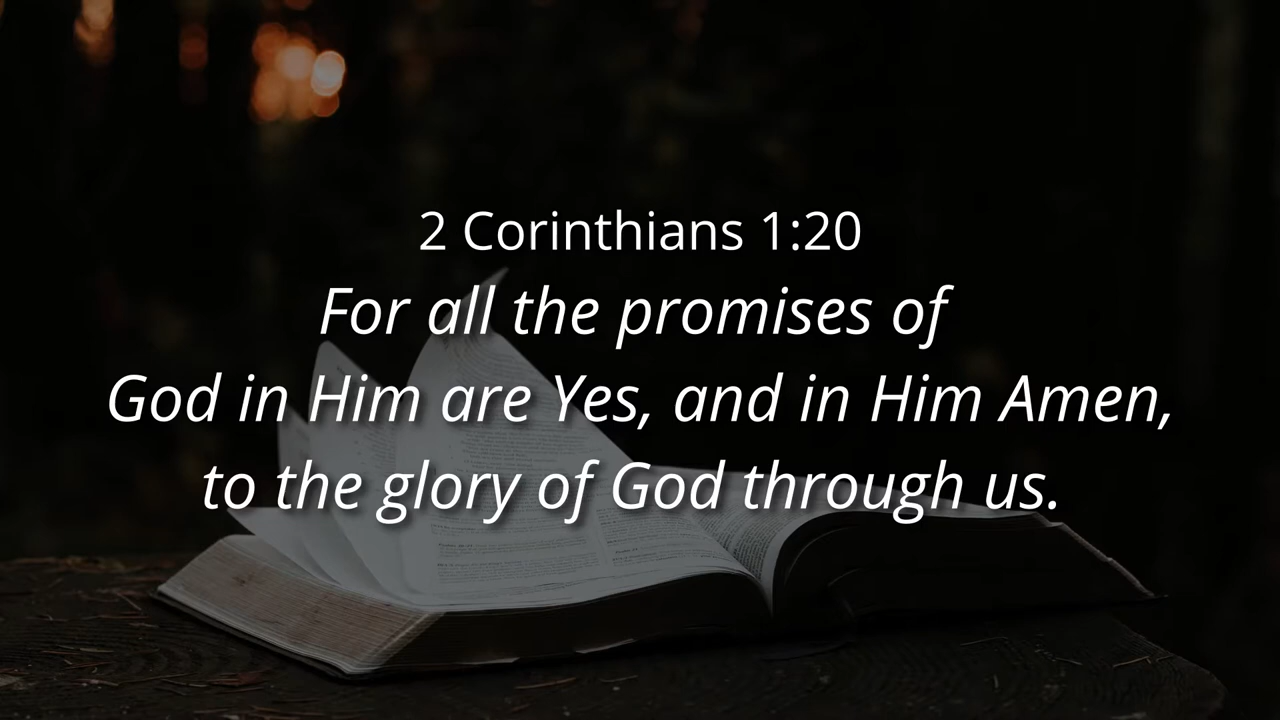 2 Corinthians 1:20
For all the promises of
God in Him are Yes, and in Him Amen,
to the glory of God through us.